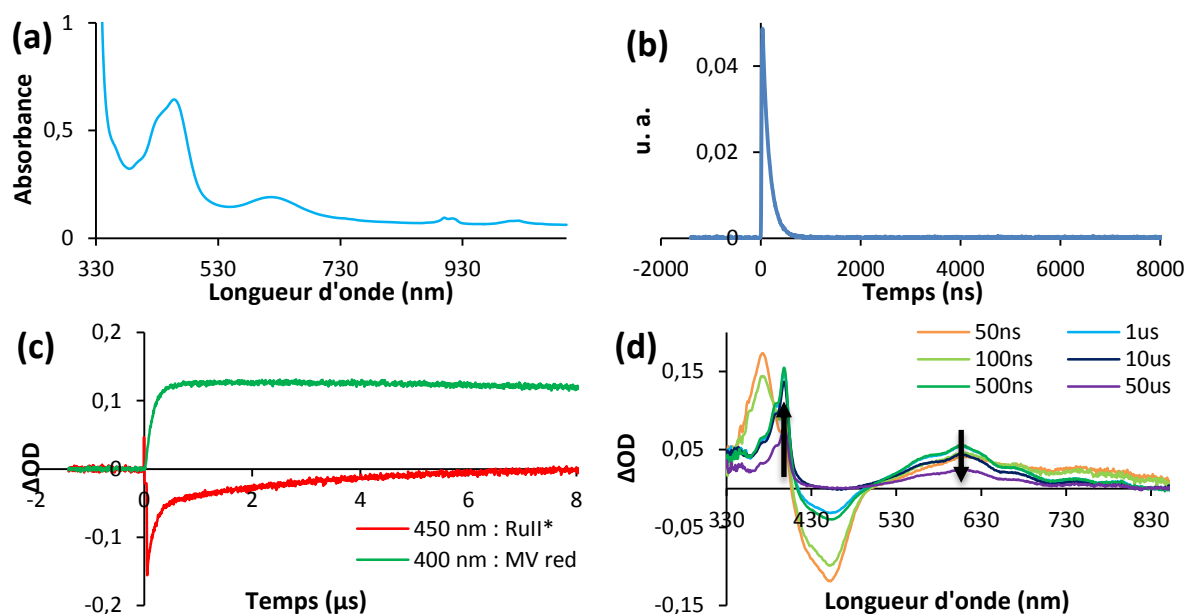 (a)
1
0,5
0
Absorbance
330 530 730 930
Longueur d'onde (nm)
(b)
0,04
0,02
0
u. a.
-2000 0 2000 4000 6000 8000
Temps (ns)
(c)
0,2
0,1
0
-0,1
-0,2
ΔOD
-2 0 2 4 6 8
450 nm : RuII*
400 nm : MV red
Temps (µs)
(d)
50ns 1us
100ns 10us
500ns 50us
0,15
0,05
-0,05
-0,15
ΔOD
330 430 530 630 730 830
Longueur d'onde (nm)